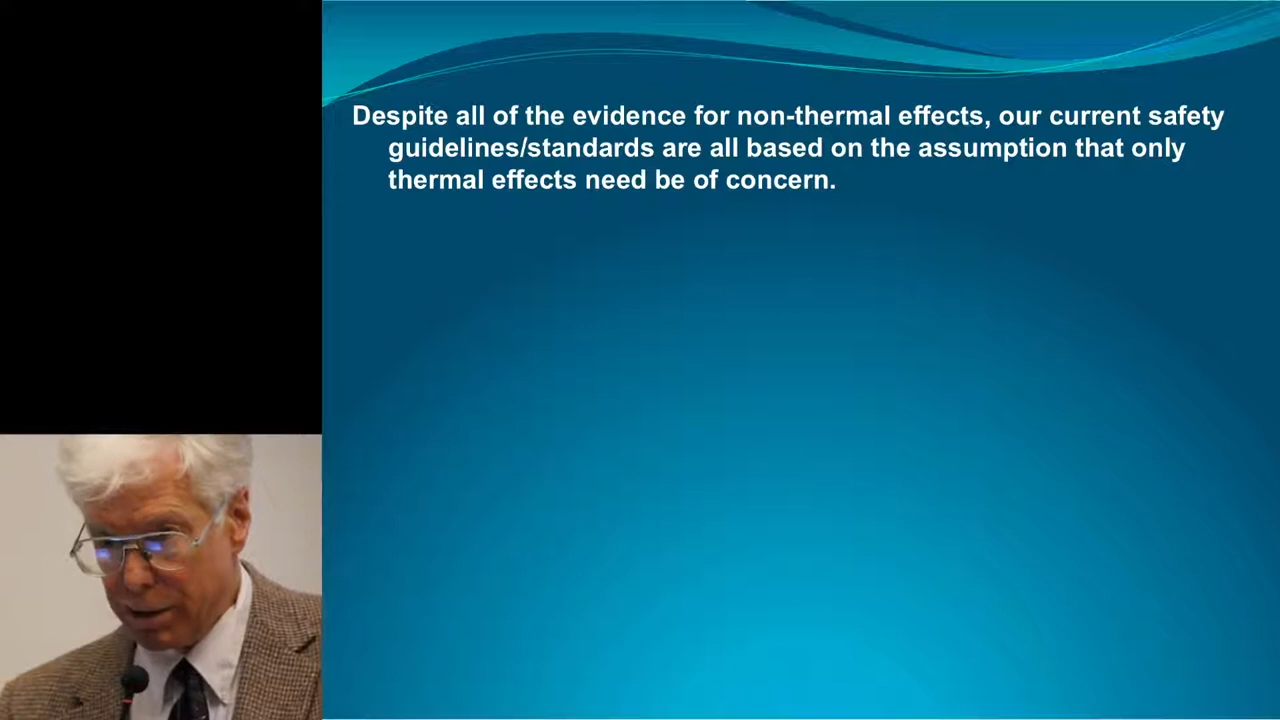 Despite all of the evidence for non-thermal effects, our current safety
guidelines/standards are all based on the assumption that only
thermal effects need be of concern.